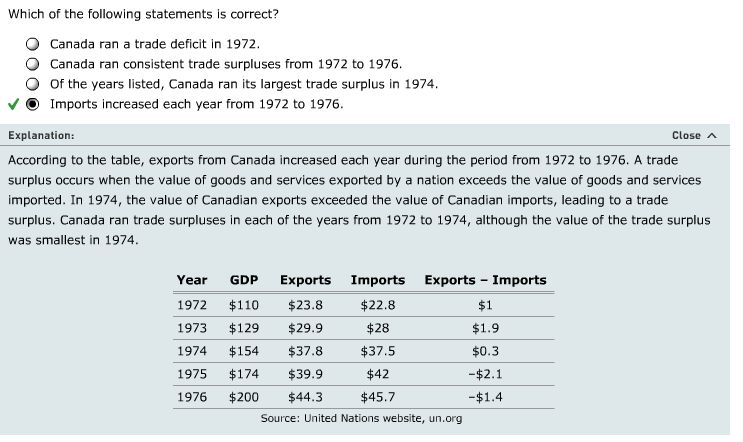 Which of the following statements is correct?
Canada ran a trade deficit in 1972.
Canada ran consistent trade surpluses from 1972 to 1976.
Of the years listed, Canada ran its largest trade surplus in 1974.
Imports increased each year from 1972 to 1976.
Explanation: Close
According to the table, exports from Canada increased each year during the period from 1972 to 1976. A trade
surplus occurs when the value of goods and services exported by a nation exceeds the value of goods and services
imported. In 1974, the value of Canadian exports exceeded the value of Canadian imports, leading to a trade
surplus. Canada ran trade surpluses in each of the years from 1972 to 1974, although the value of the trade surplus
was smallest in 1974.
Year GDP Exports Imports Exports − Imports
1972 $110 $23.8 $22.8 $1
1973 $129 $29.9 $28 $1.9
1974 $154 $37.8 $37.5 $0.3
1975 $174 $39.9 $42 −$2.1
1976 $200 $44.3 $45.7 −$1.4
Source: United Nations website, un.org